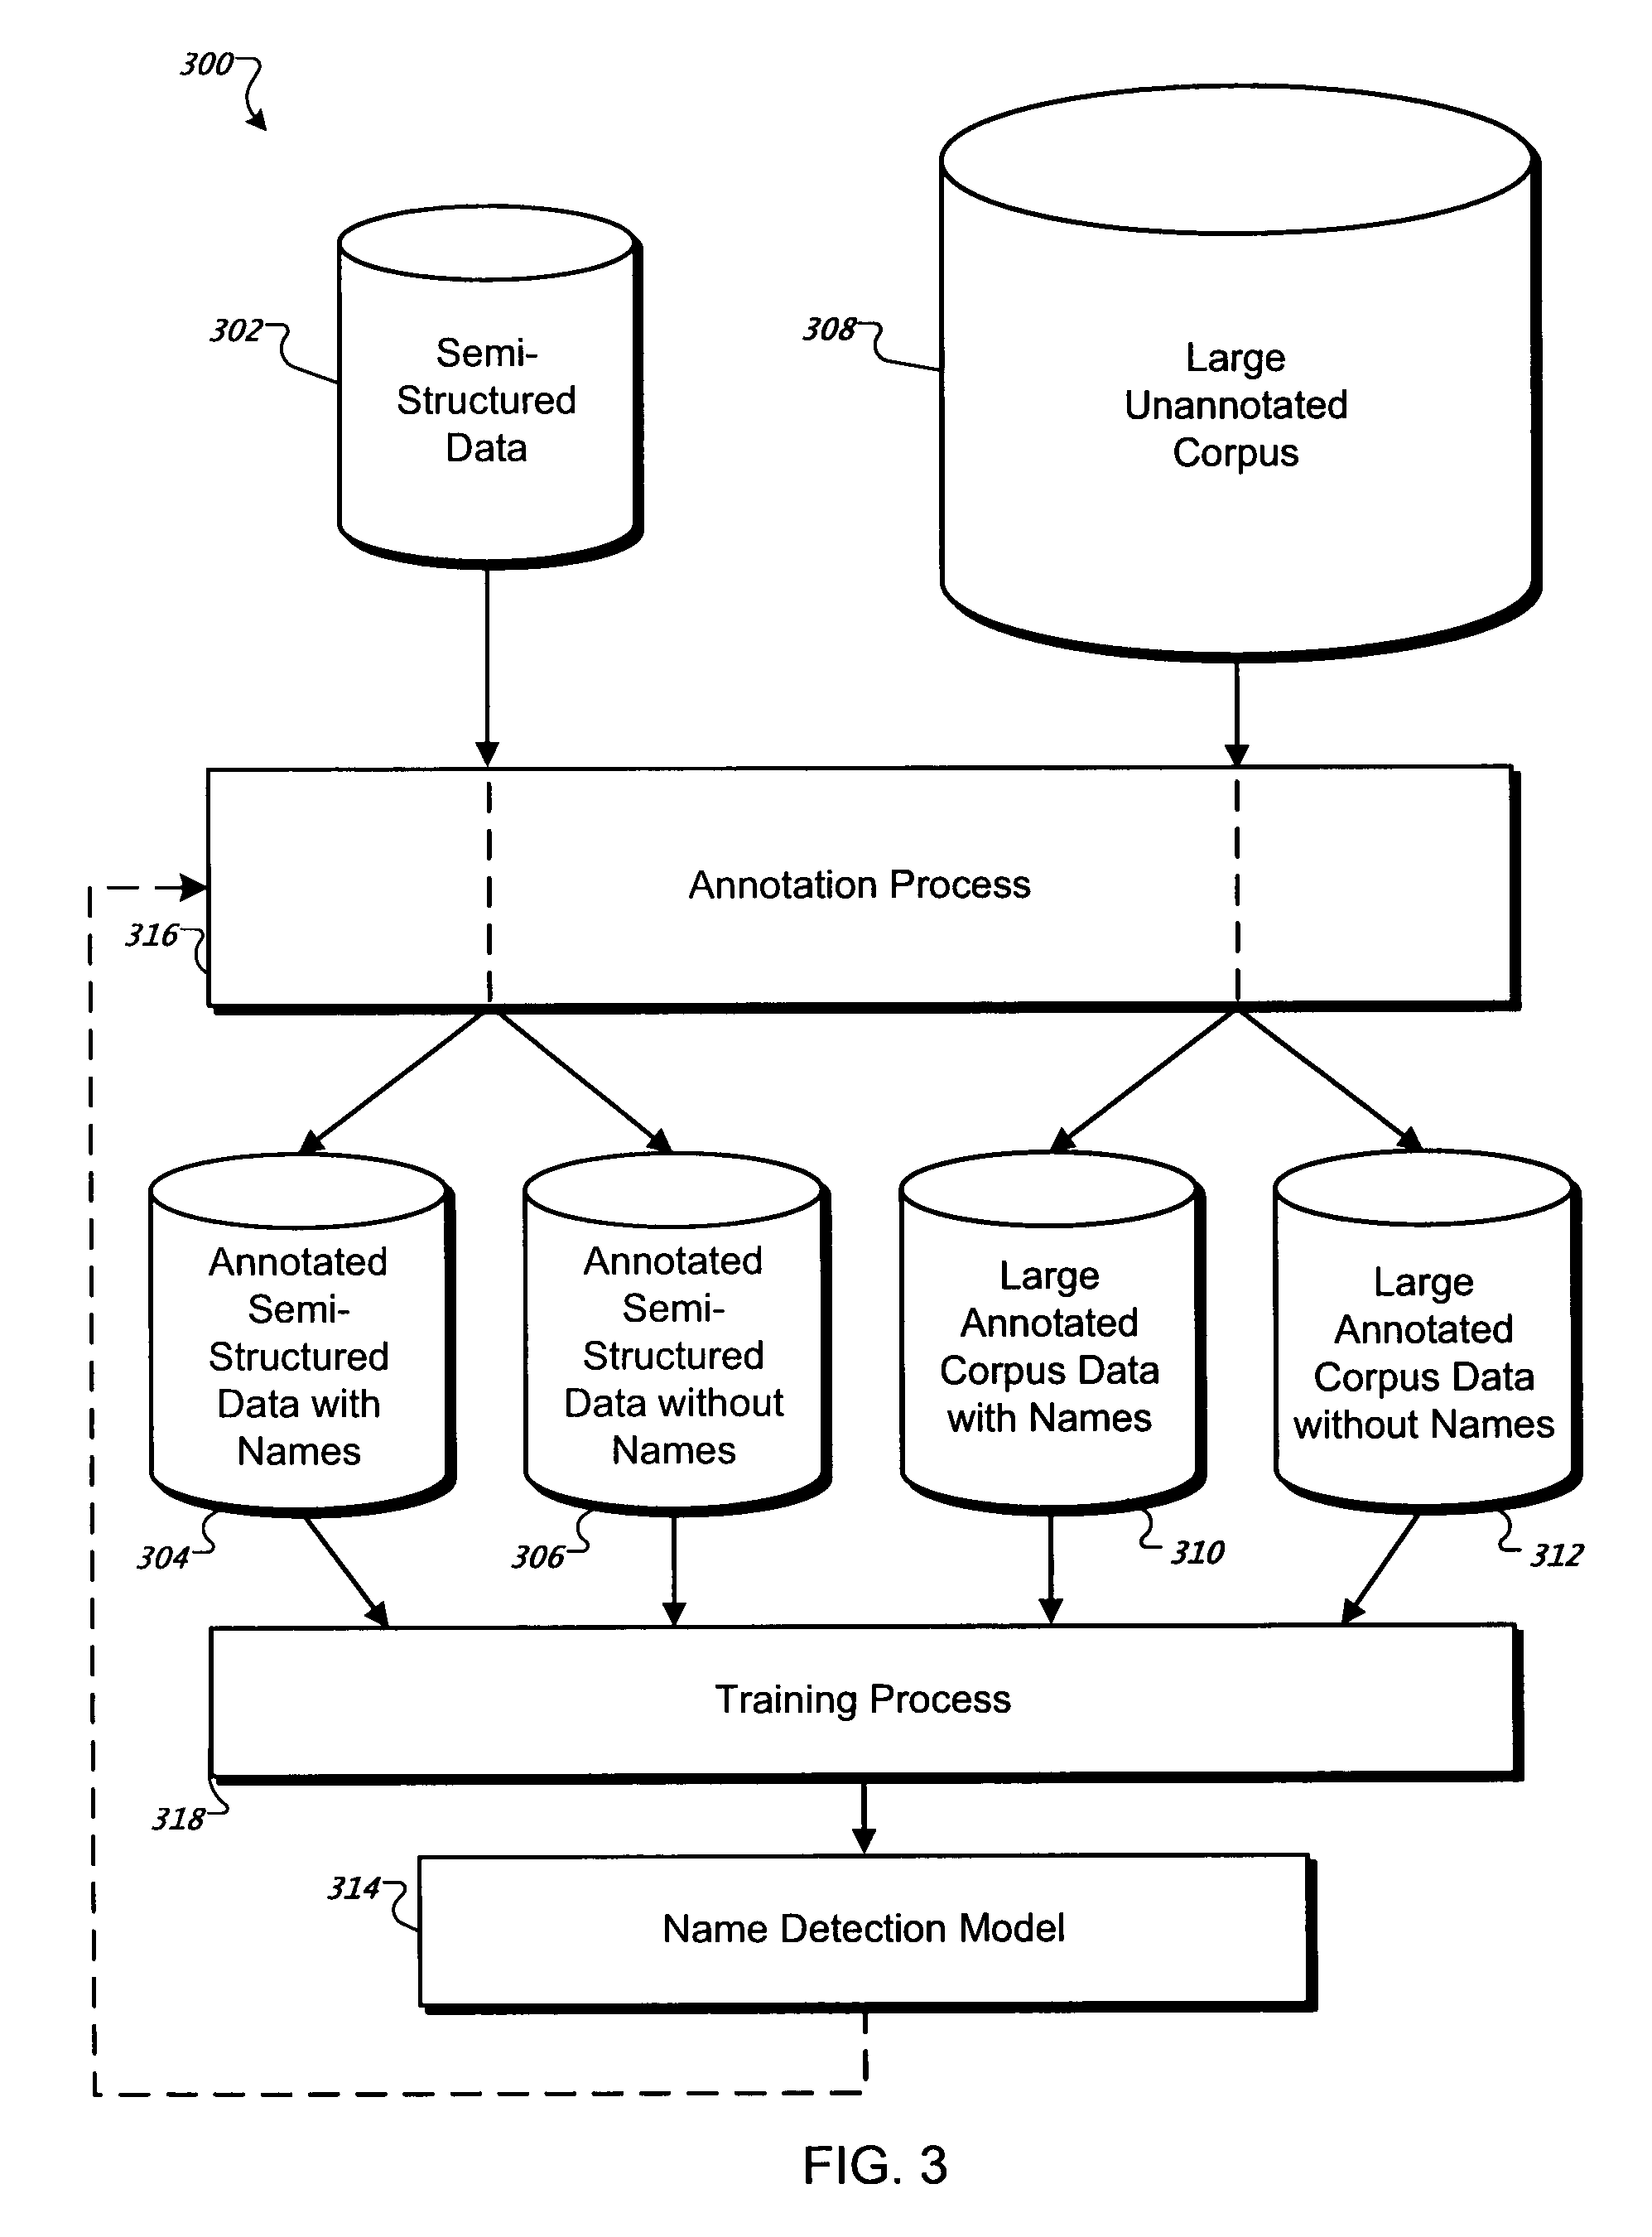 300
302
Semi-
Structured
Data
308
Large
Unannotated
Corpus
Annotation Process
316
Annotated
Semi-
Structured
Data with
Names
304
Annotated
Semi-
Structured
Data without
Names
306
Large
Annotated
Corpus Data
with Names
310
Large
Annotated
Corpus Data
without Names
312
Training Process
318
314
Name Detection Model
FIG. 3